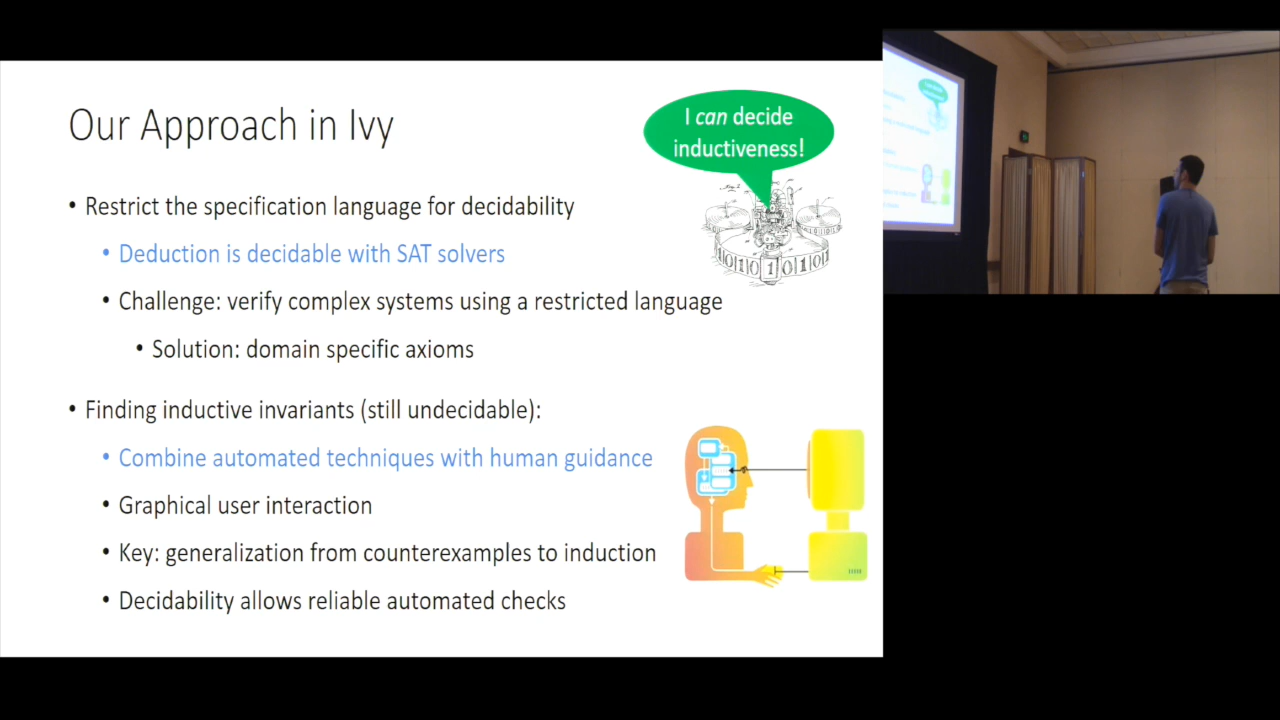 Our Approach in Ivy
I can decide
inductiveness!
• Restrict the specification language for decidability
• Deduction is decidable with SAT solvers
• Challenge: verify complex systems using a restricted language
• Solution: domain specific axioms
• Finding inductive invariants (still undecidable):
• Combine automated techniques with human guidance
• Graphical user interaction
• Key: generalization from counterexamples to induction
• Decidability allows reliable automated checks